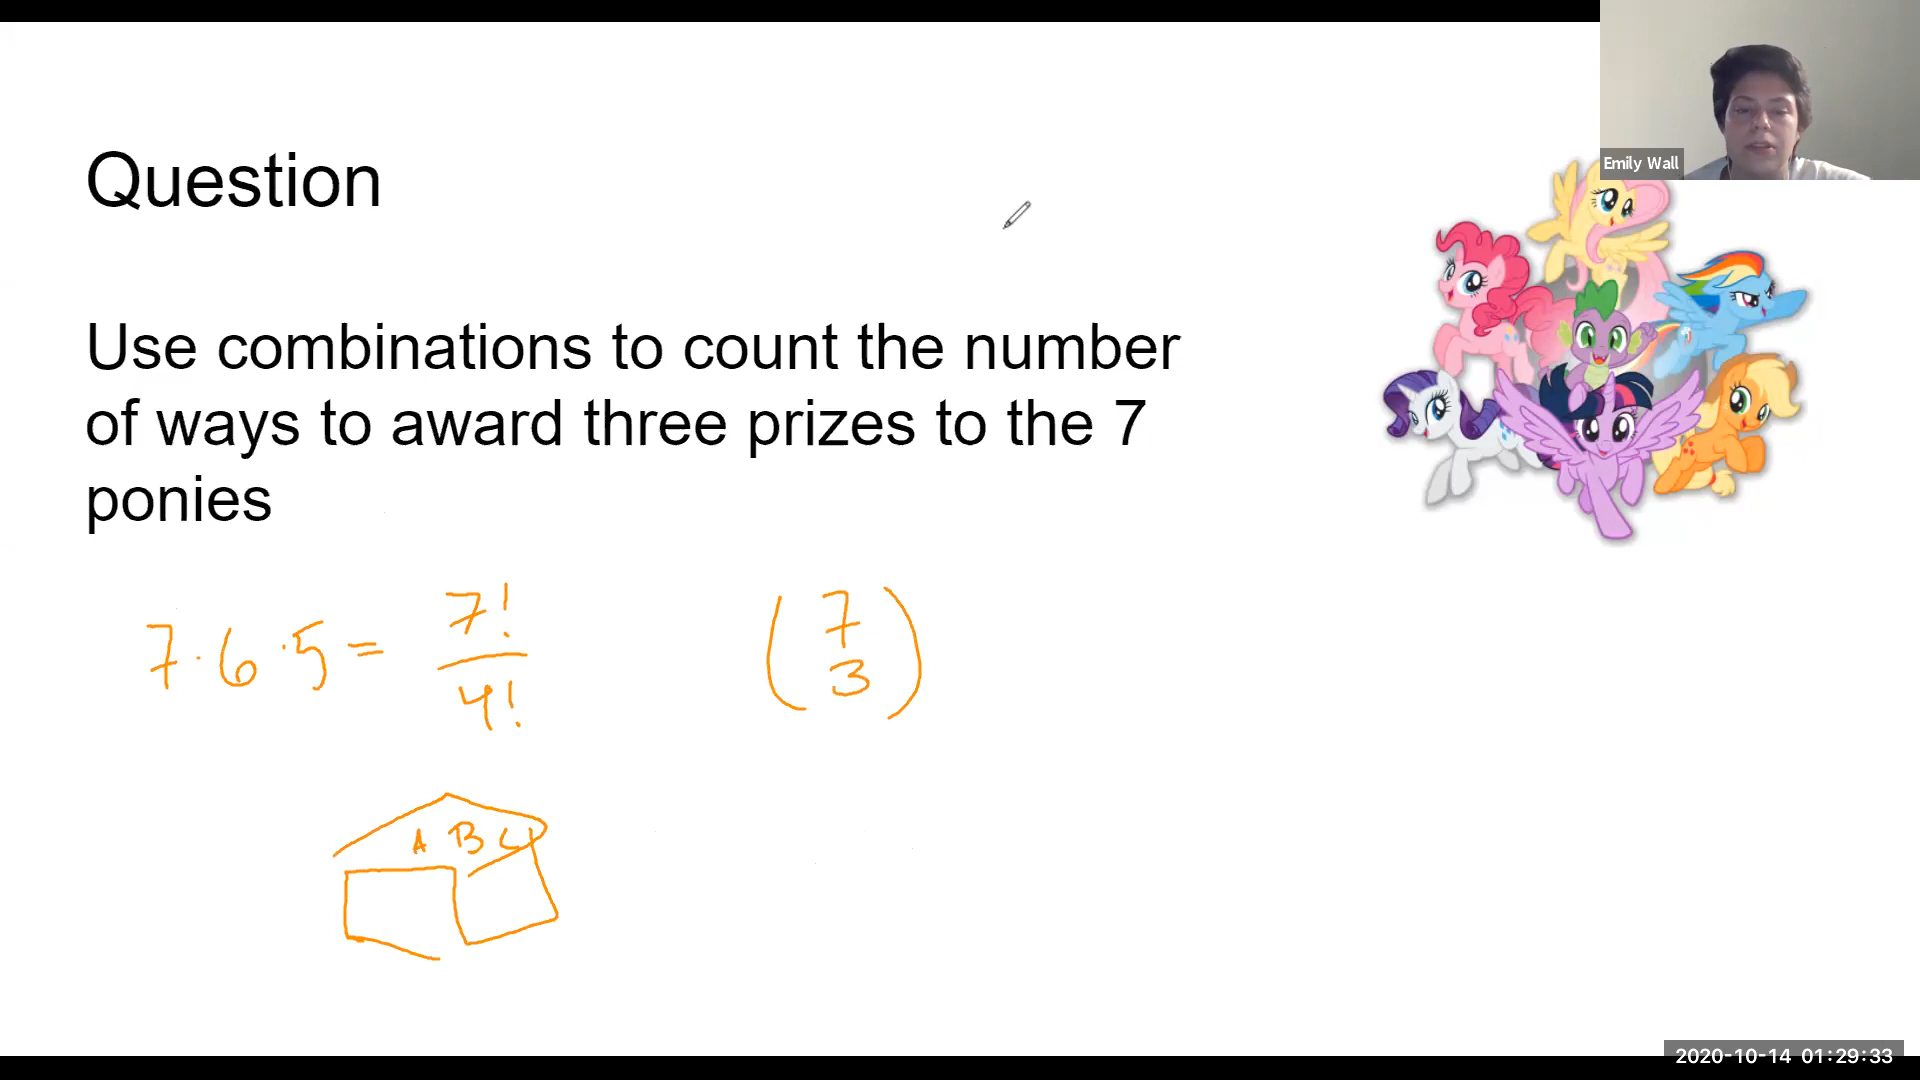 Emily Wall
Question
Use combinations to count the number
of ways to award three prizes to the 7
ponies
7·6·5 = 7!/4!
(7 3)
A B C
2020-10-14 01:29:33